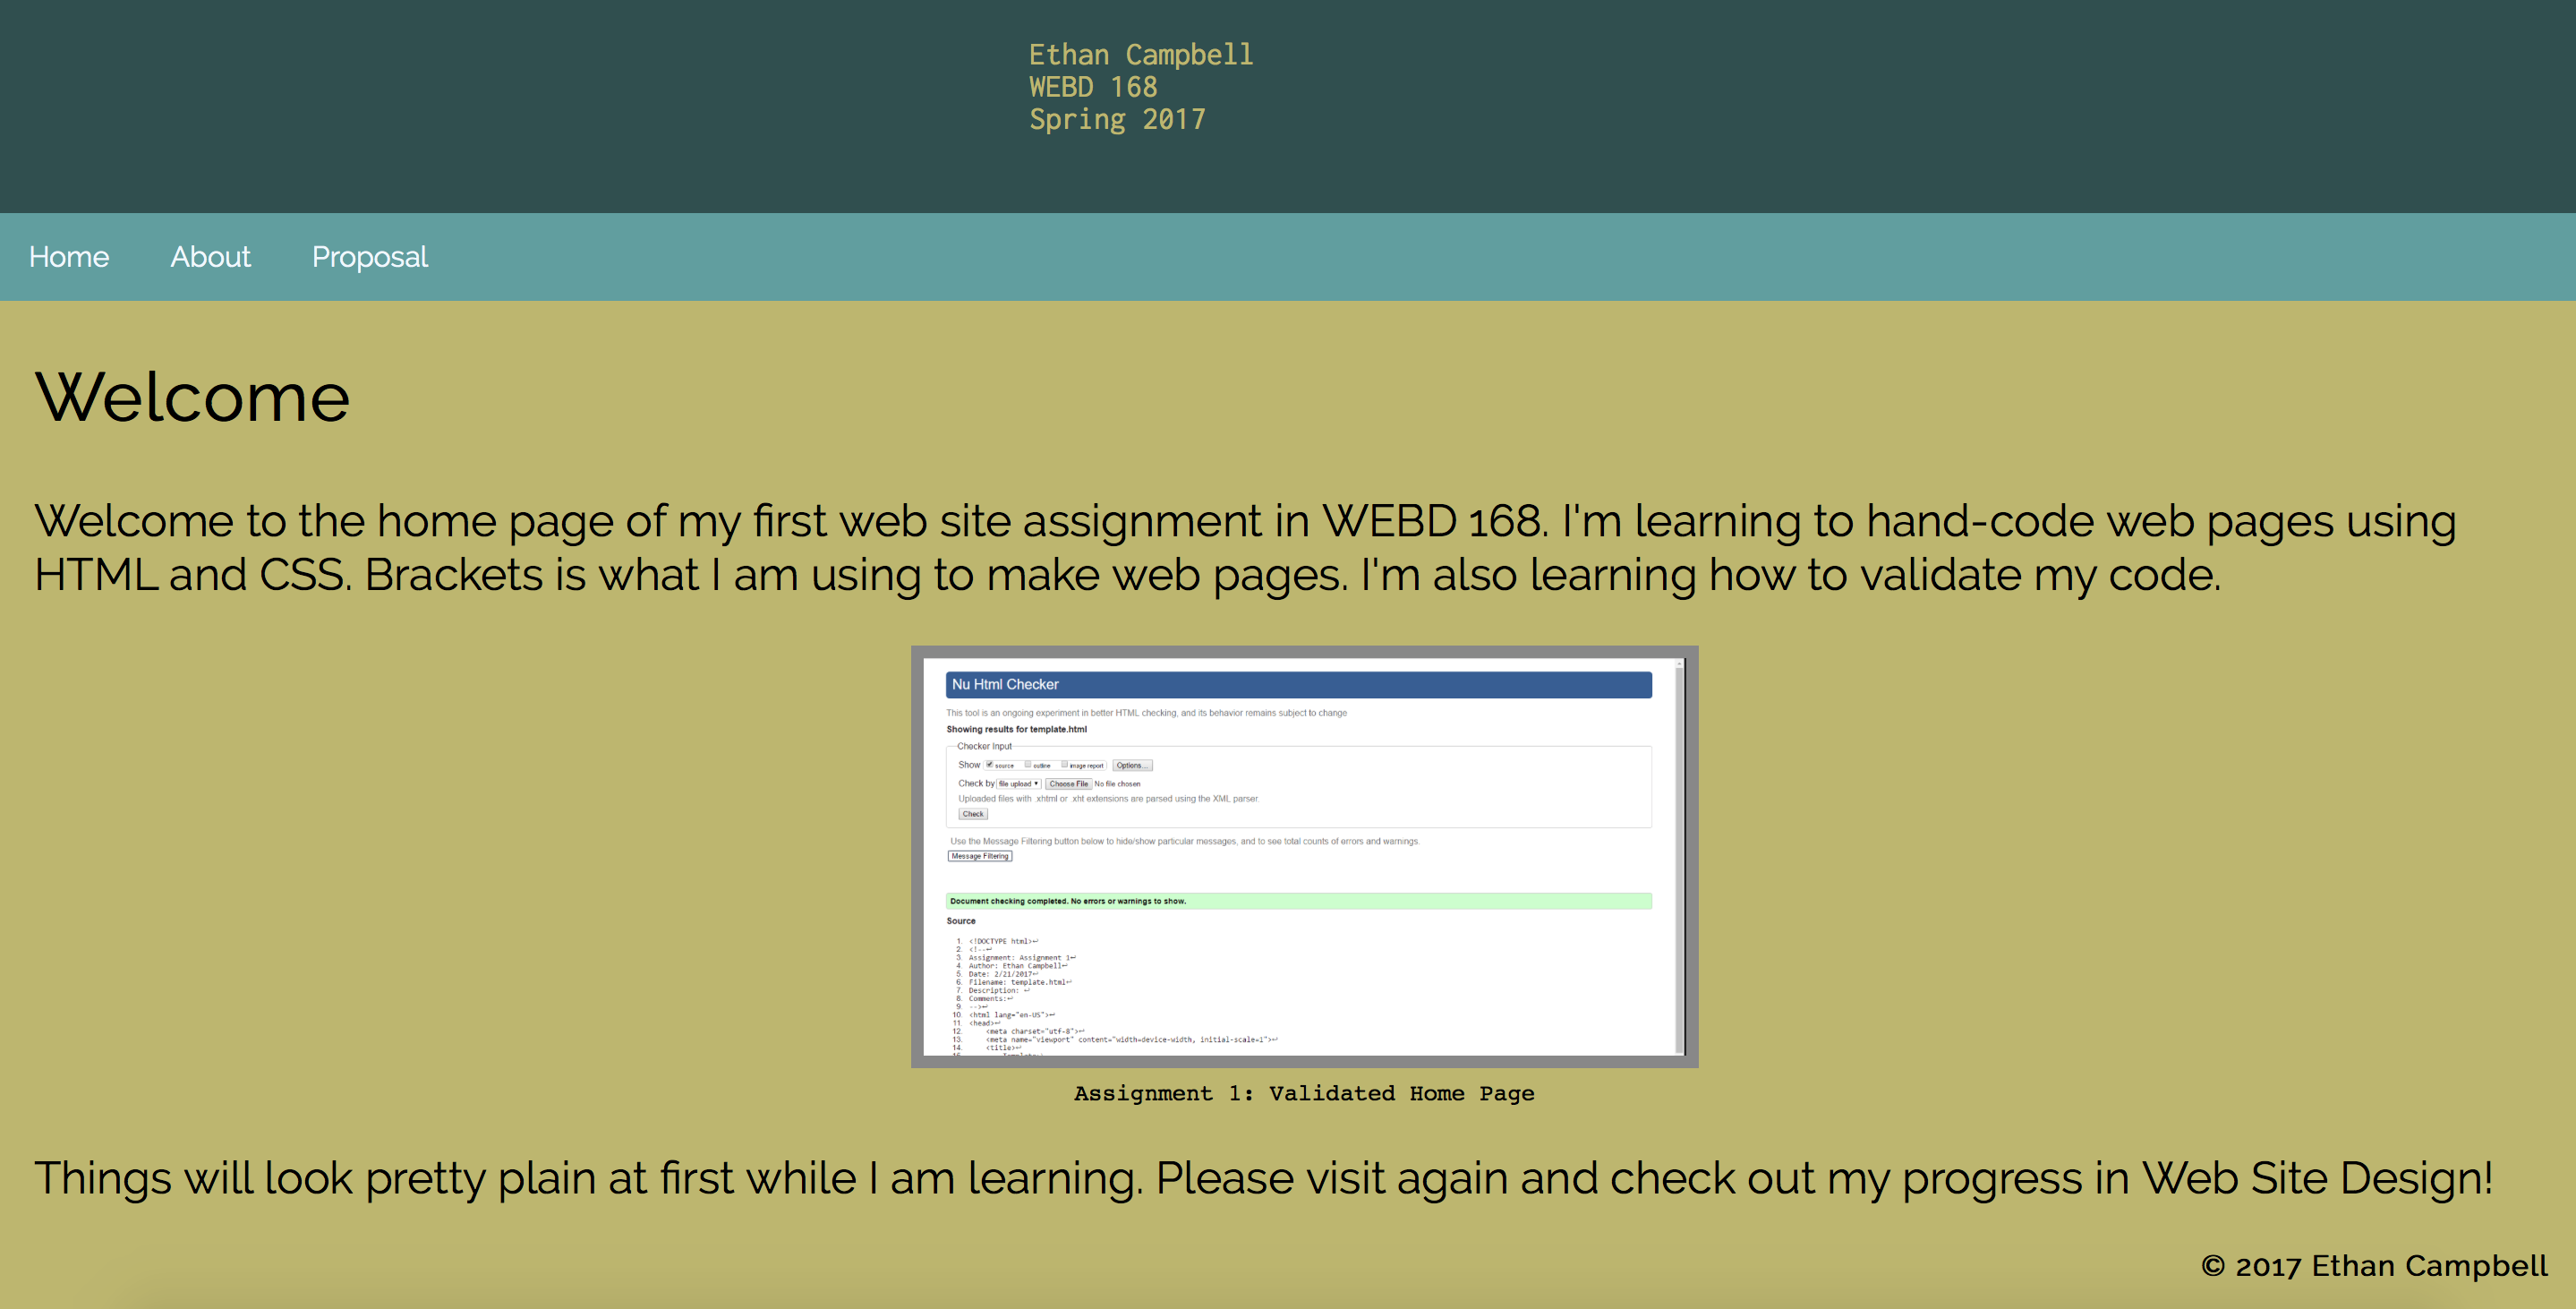 Ethan Campbell
WEBD 168
Spring 2017
Home About Proposal
Welcome
Welcome to the home page of my first web site assignment in WEBD 168. I'm learning to hand-code web pages using
HTML and CSS. Brackets is what I am using to make web pages. I'm also learning how to validate my code.
Nu Html Checker
This tool is an ongoing experiment in better HTML checking, and its behavior remains subject to change
Showing results for template.html
Checker Input
Show source outline image report Options...
Check by file upload Choose File No file chosen
Uploaded files with .xhtml or .xht extensions are parsed using the XML parser
Check
Use the Message Filtering button below to hide/show particular messages, and to see total counts of errors and warnings.
Message Filtering
Document checking completed. No errors or warnings to show.
Source
1. <!DOCTYPE html>↩
2. <!--↩
3. Assignment: Assignment 1↩
4. Author: Ethan Campbell↩
5. Date: 2/21/2017↩
6. Filename: template.html↩
7. Description: ↩
8. Comments:↩
9. -->↩
10. <html lang="en-US">↩
11. <head>↩
12. <meta charset="utf-8">↩
13. <meta name="viewport" content="width=device-width, initial-scale=1">↩
14. <title>↩
Assignment 1: Validated Home Page
Things will look pretty plain at first while I am learning. Please visit again and check out my progress in Web Site Design!
© 2017 Ethan Campbell